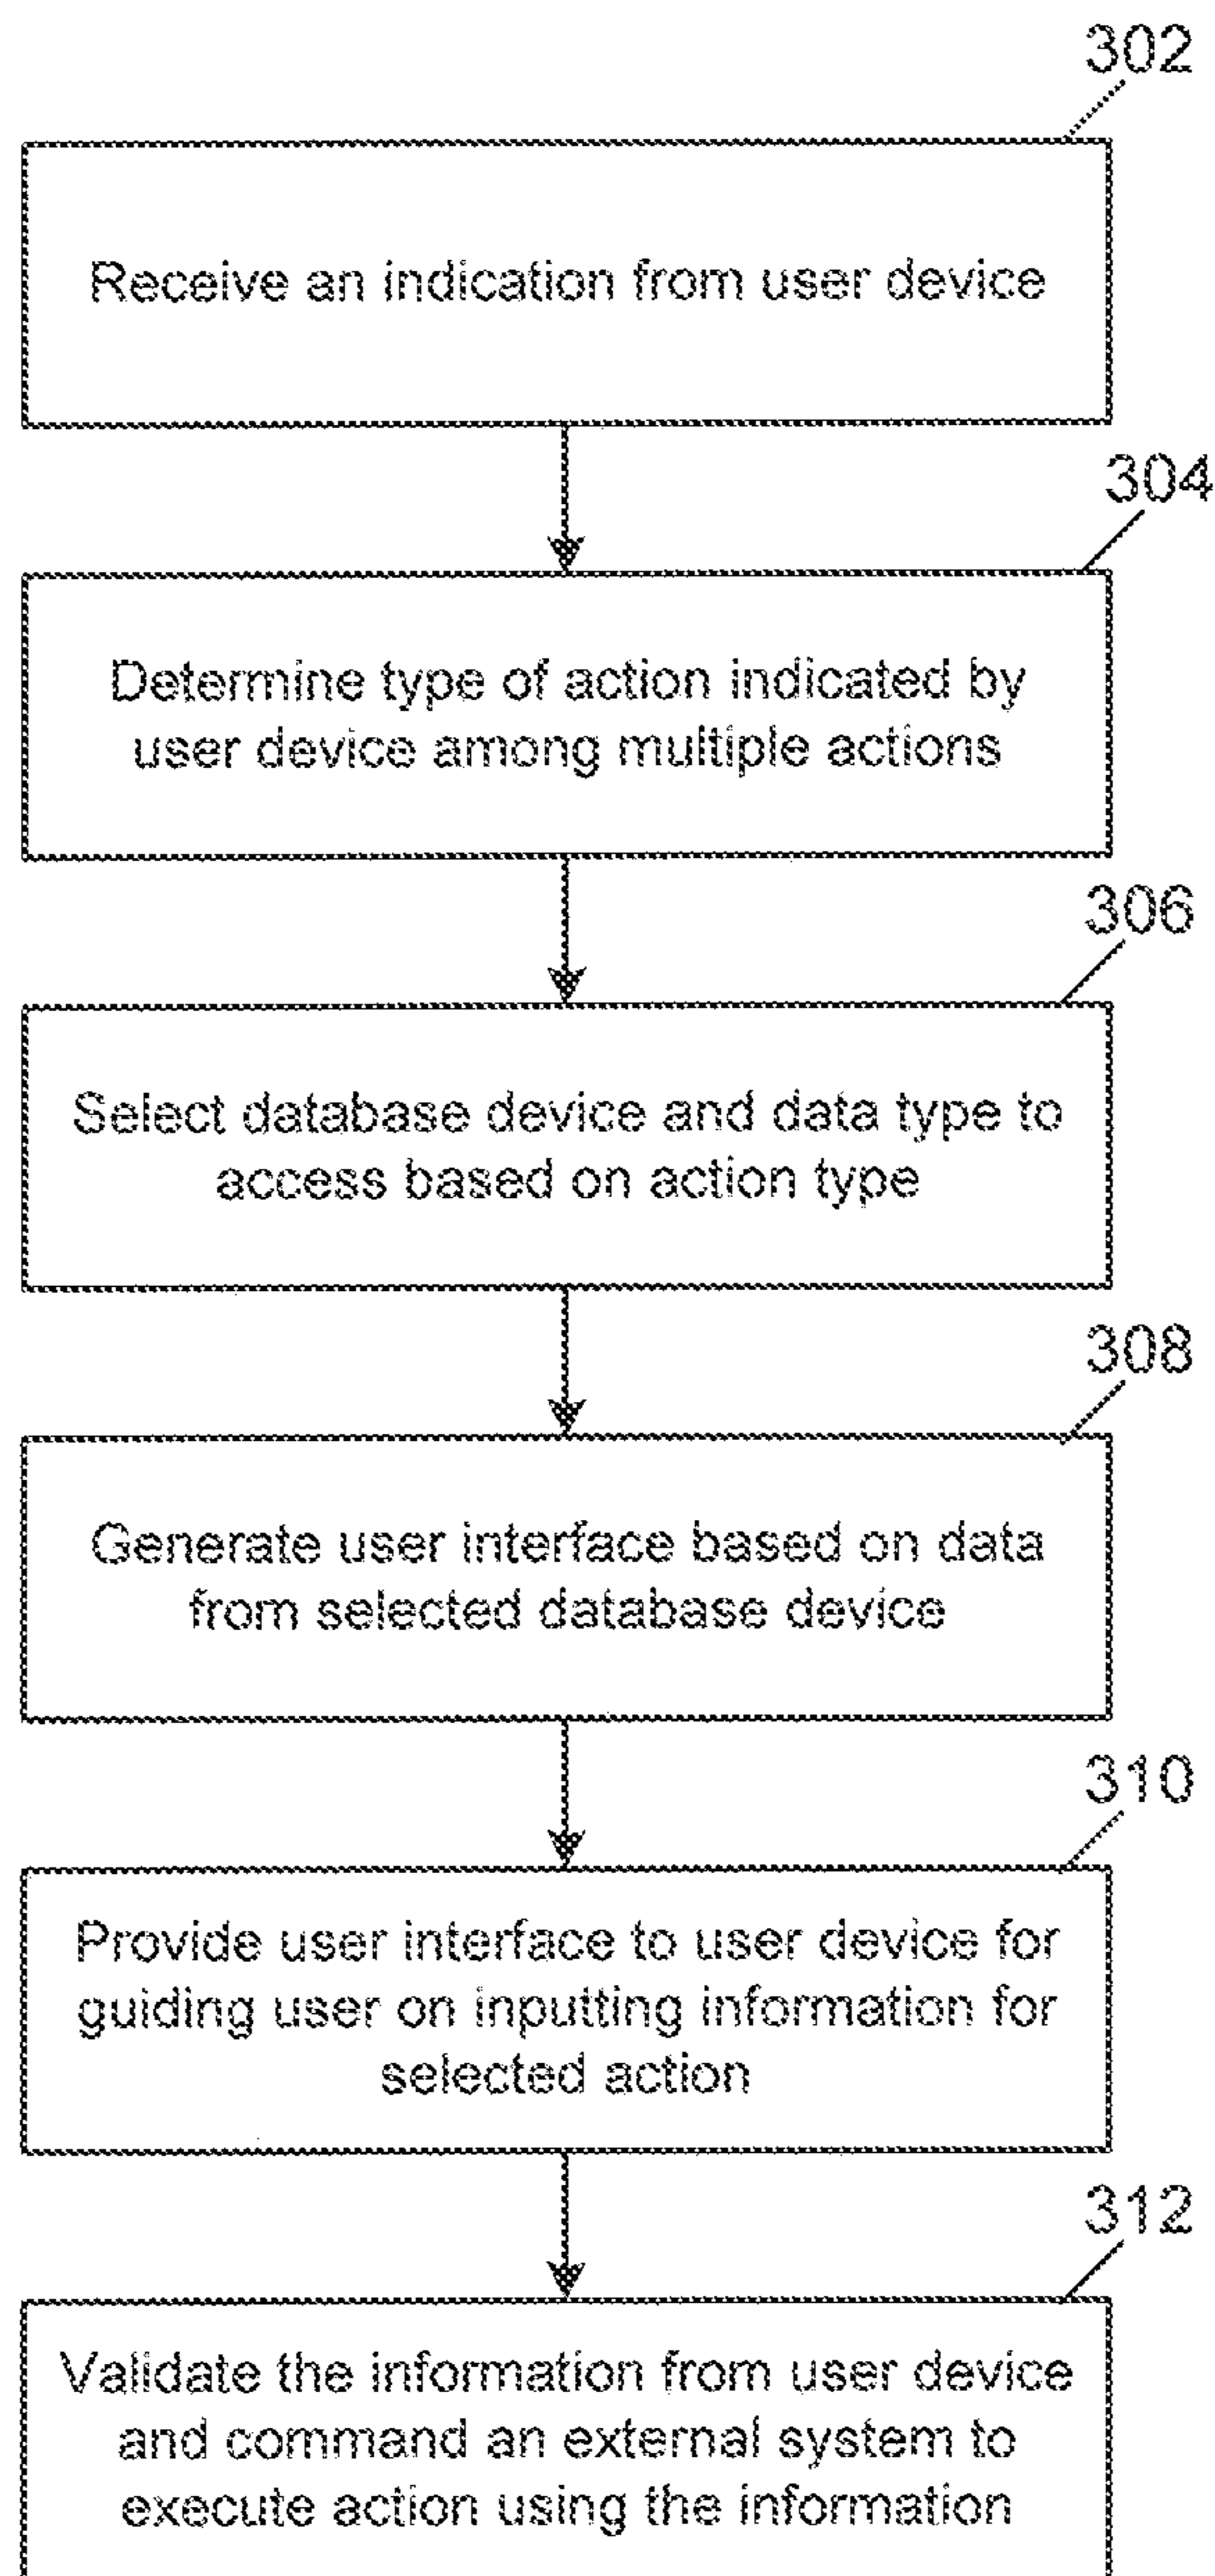 302
Receive an indication from user device
304
Determine type of action indicated by
user device among multiple actions
306
Select database device and data type to
access based on action type
308
Generate user interface based on data
from selected database device
310
Provide user interface to user device for
guiding user on inputting information for
selected action
312
Validate the information from user device
and command an external system to
execute action using the information